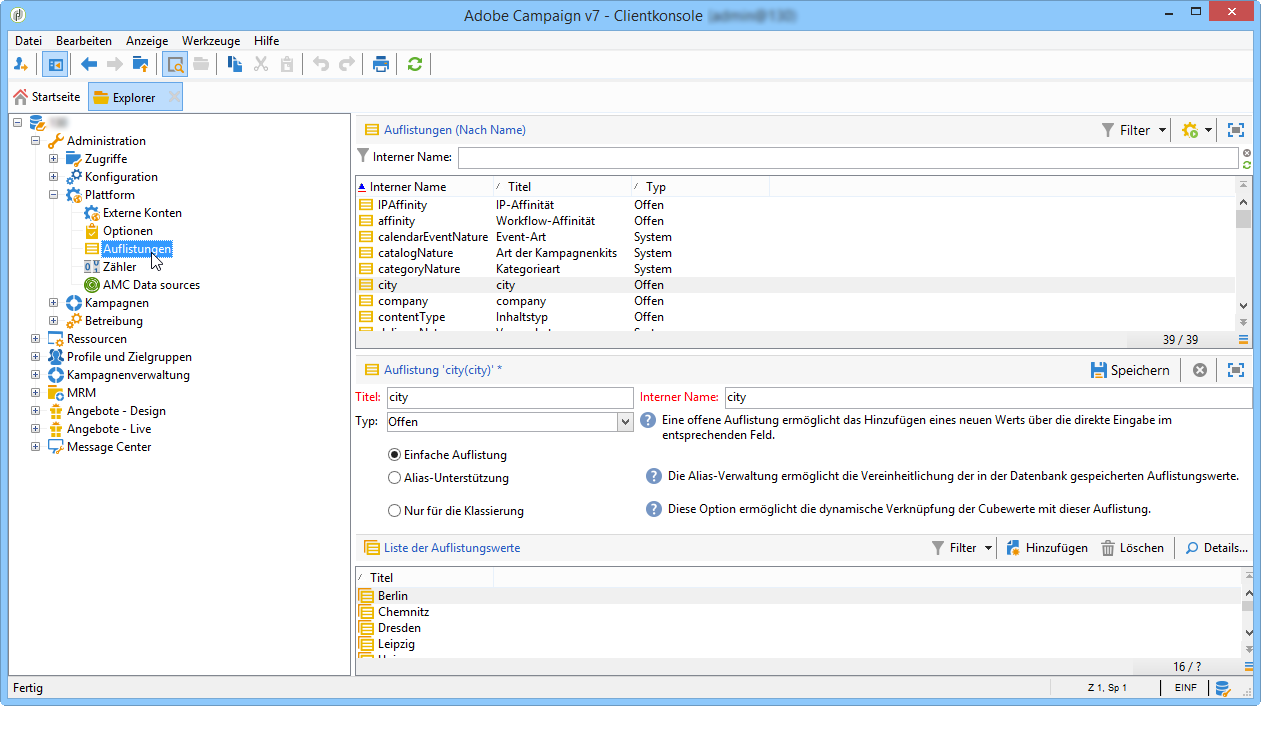 Adobe Campaign v7 - Clientkonsole
Datei Bearbeiten Anzeige Werkzeuge Hilfe
Startseite Explorer
Administration
Zugriffe
Konfiguration
Plattform
Externe Konten
Optionen
Auflistungen
Zähler
AMC Data sources
Kampagnen
Betreibung
Ressourcen
Profile und Zielgruppen
Kampagnenverwaltung
MRM
Angebote - Design
Angebote - Live
Message Center
Auflistungen (Nach Name) Filter
Interner Name:
Interner Name Titel Typ
IPAffinity IP-Affinität Offen
affinity Workflow-Affinität Offen
calendarEventNature Event-Art System
catalogNature Art der Kampagnenkits System
categoryNature Kategorieart System
city city Offen
company company Offen
contentType Inhaltstyp Offen
39 / 39
Auflistung 'city(city)' * Speichern
Titel: city Interner Name: city
Typ: Offen Eine offene Auflistung ermöglicht das Hinzufügen eines neuen Werts über die direkte Eingabe im
entsprechenden Feld.
Einfache Auflistung
Alias-Unterstützung Die Alias-Verwaltung ermöglicht die Vereinheitlichung der in der Datenbank gespeicherten Auflistungswerte.
Nur für die Klassierung Diese Option ermöglicht die dynamische Verknüpfung der Cubewerte mit dieser Auflistung.
Liste der Auflistungswerte Filter Hinzufügen Löschen Details...
Titel
Berlin
Chemnitz
Dresden
Leipzig
16 / ?
Fertig Z 1, Sp 1 EINF